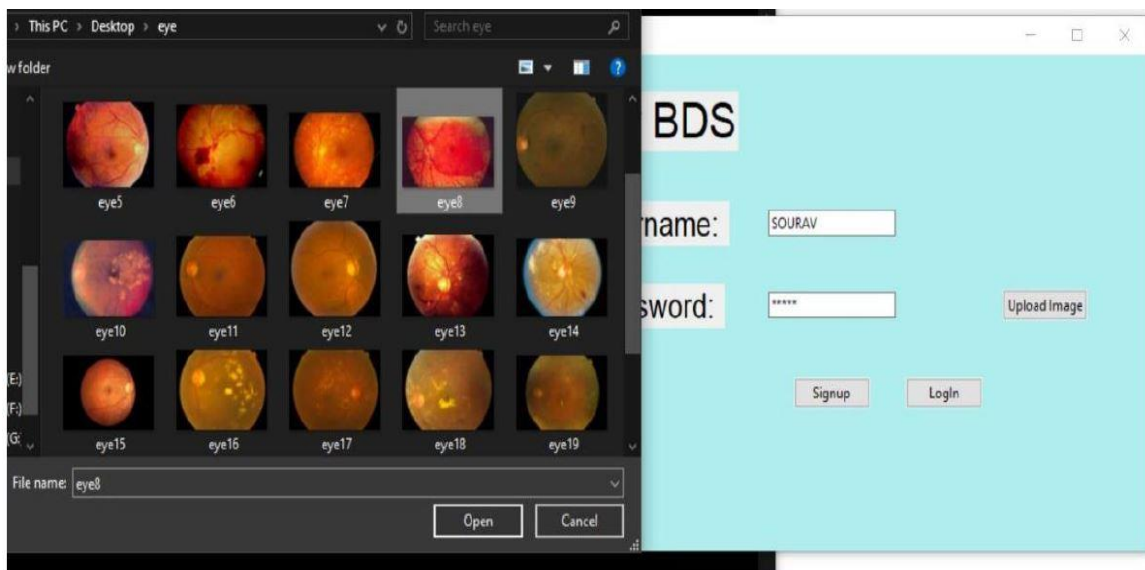 › This PC › Desktop › eye
Search eye
w folder
?
eye5 eye6 eye7 eye8 eye9
eye10 eye11 eye12 eye13 eye14
eye15 eye16 eye17 eye18 eye19
(E:)
(F:)
(G:
File name: eye8
Open Cancel
BDS
rname: SOURAV
sword: *****
Upload Image
Signup LogIn